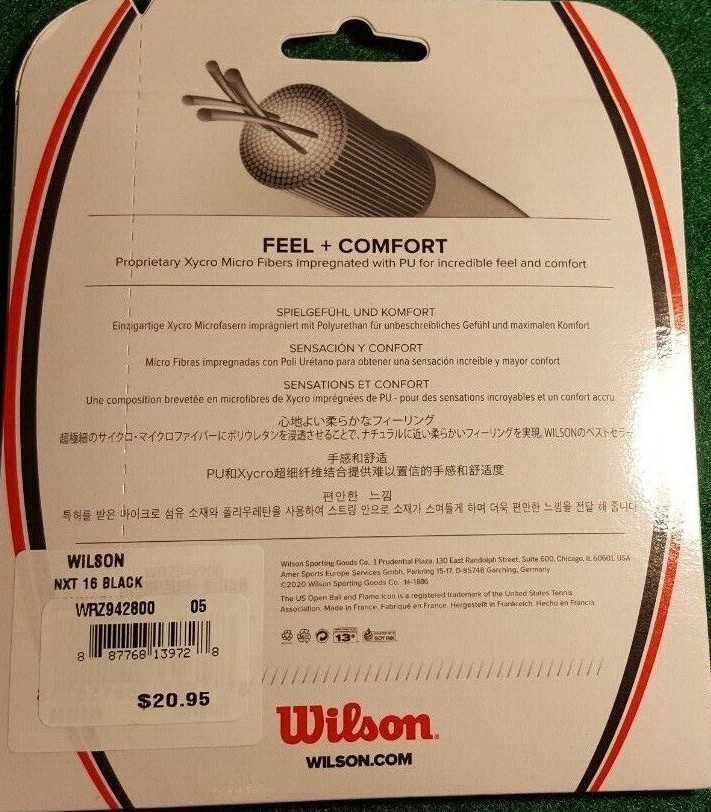 FEEL + COMFORT
Proprietary Xycro Micro Fibers impregnated with PU for incredible feel and comfort
SPIELGEFÜHL UND KOMFORT
Einzigartige Xycro Microfasern imprägniert mit Polyurethan für unbeschreibliches Gefühl und maximalen Komfort
SENSACIÓN Y CONFORT
Micro Fibras impregnadas con Poli Urétano para obtener una sensación increíble y mayor confort
SENSATIONS ET CONFORT
Une composition brevetée en microfibres de Xycro imprégnées de PU - pour des sensations incroyables et un confort accru
心地よい柔らかなフィーリング
超極細のサイクロ・マイクロファイバーにポリウレタンを浸透させることで、ナチュラルに近い柔らかいフィーリングを実現。WILSONのベストセラー
手感和舒适
PU和Xycro超细纤维结合提供难以置信的手感和舒适度
편안한 느낌
특허를 받은 마이크로 섬유 소재와 폴리우레탄을 사용하여 스트링 안으로 소재가 스며들게 하며 더욱 편안한 느낌을 전달 해 줍니다
Wilson Sporting Goods Co., 1 Prudential Plaza, 130 East Randolph Street, Suite 600, Chicago, IL 60601, USA
Amer Sports Europe Services Gmbh, Parkring 15-17, D-85748 Garching, Germany
©2020 Wilson Sporting Goods Co. 14-1886
The US Open Ball and Flame Icon is a registered trademark of the United States Tennis
Association. Made in France. Fabriqué en France. Hergestellt in Frankreich. Hecho en Francia.
13+
SOY INK
WILSON
NXT 16 BLACK
WRZ942800 05
8 87768 13972 8
$20.95
Wilson
WILSON.COM